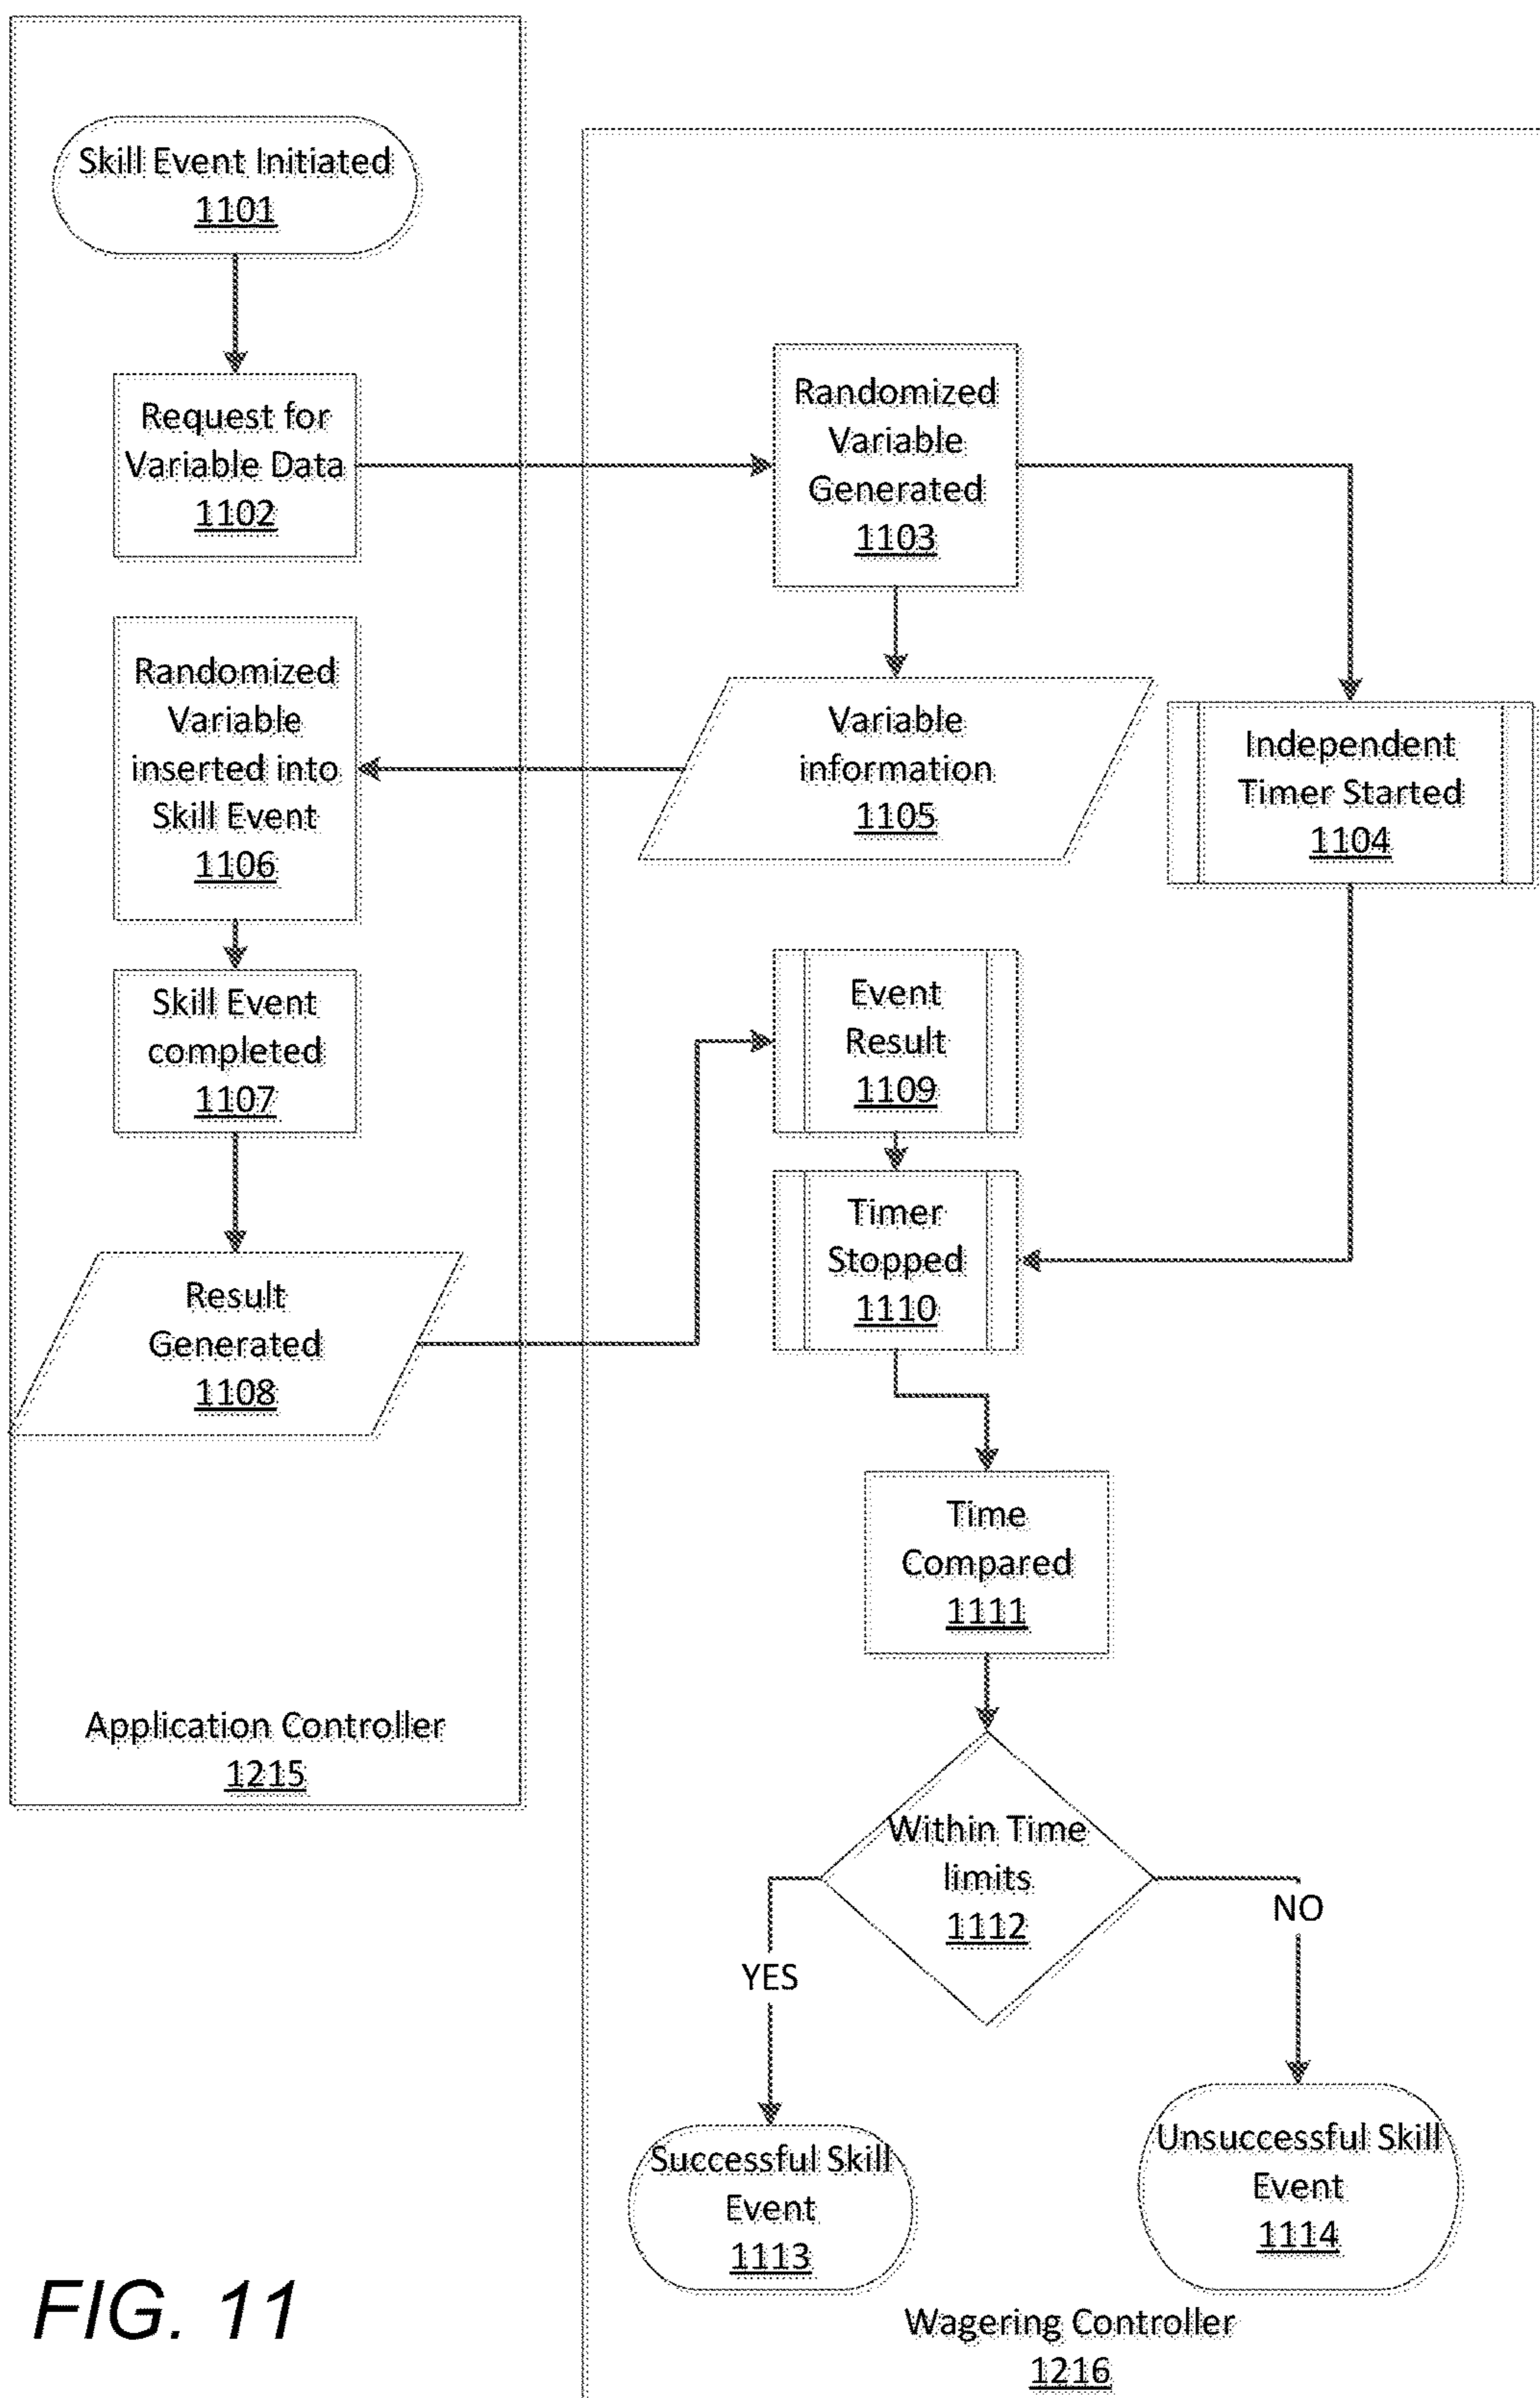 Skill Event Initiated
1101
Request for
Variable Data
1102
Randomized
Variable
Generated
1103
Randomized
Variable
inserted into
Skill Event
1106
Variable
information
1105
Independent
Timer Started
1104
Skill Event
completed
1107
Event
Result
1109
Result
Generated
1108
Timer
Stopped
1110
Time
Compared
1111
Application Controller
1215
Within Time
limits
1112
YES
NO
Successful Skill
Event
1113
Unsuccessful Skill
Event
1114
FIG. 11
Wagering Controller
1216